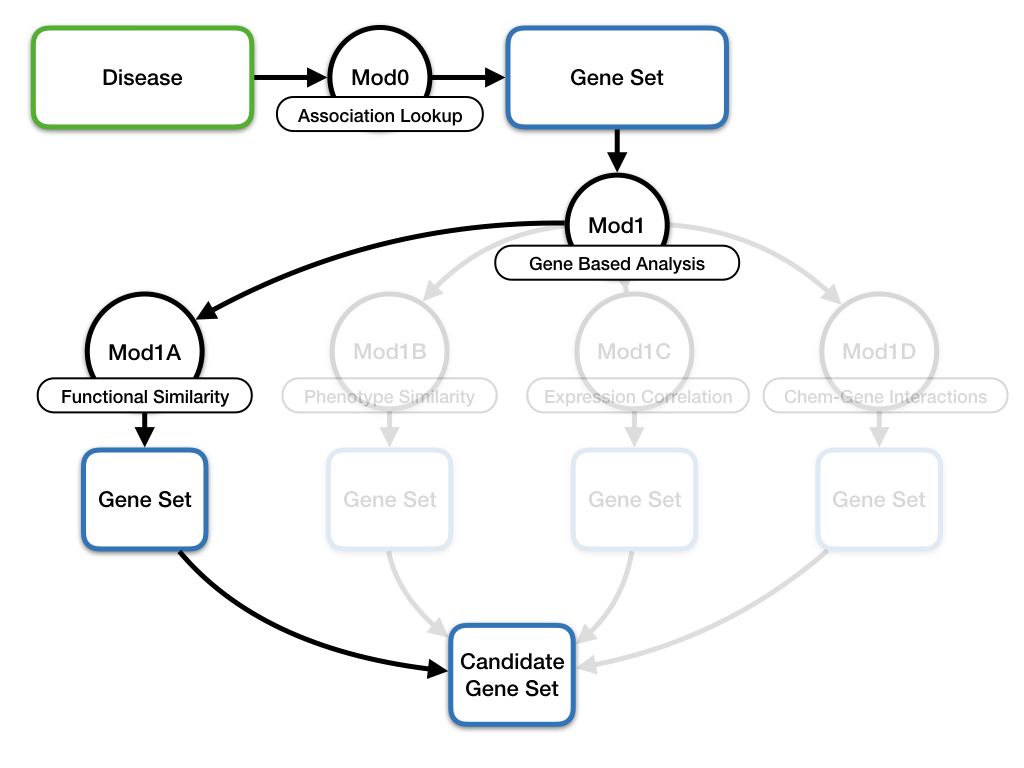 Disease
Mod0
Association Lookup
Gene Set
Mod1
Gene Based Analysis
Mod1A
Functional Similarity
Mod1B
Phenotype Similarity
Mod1C
Expression Correlation
Mod1D
Chem-Gene Interactions
Gene Set
Gene Set
Gene Set
Gene Set
Candidate
Gene Set